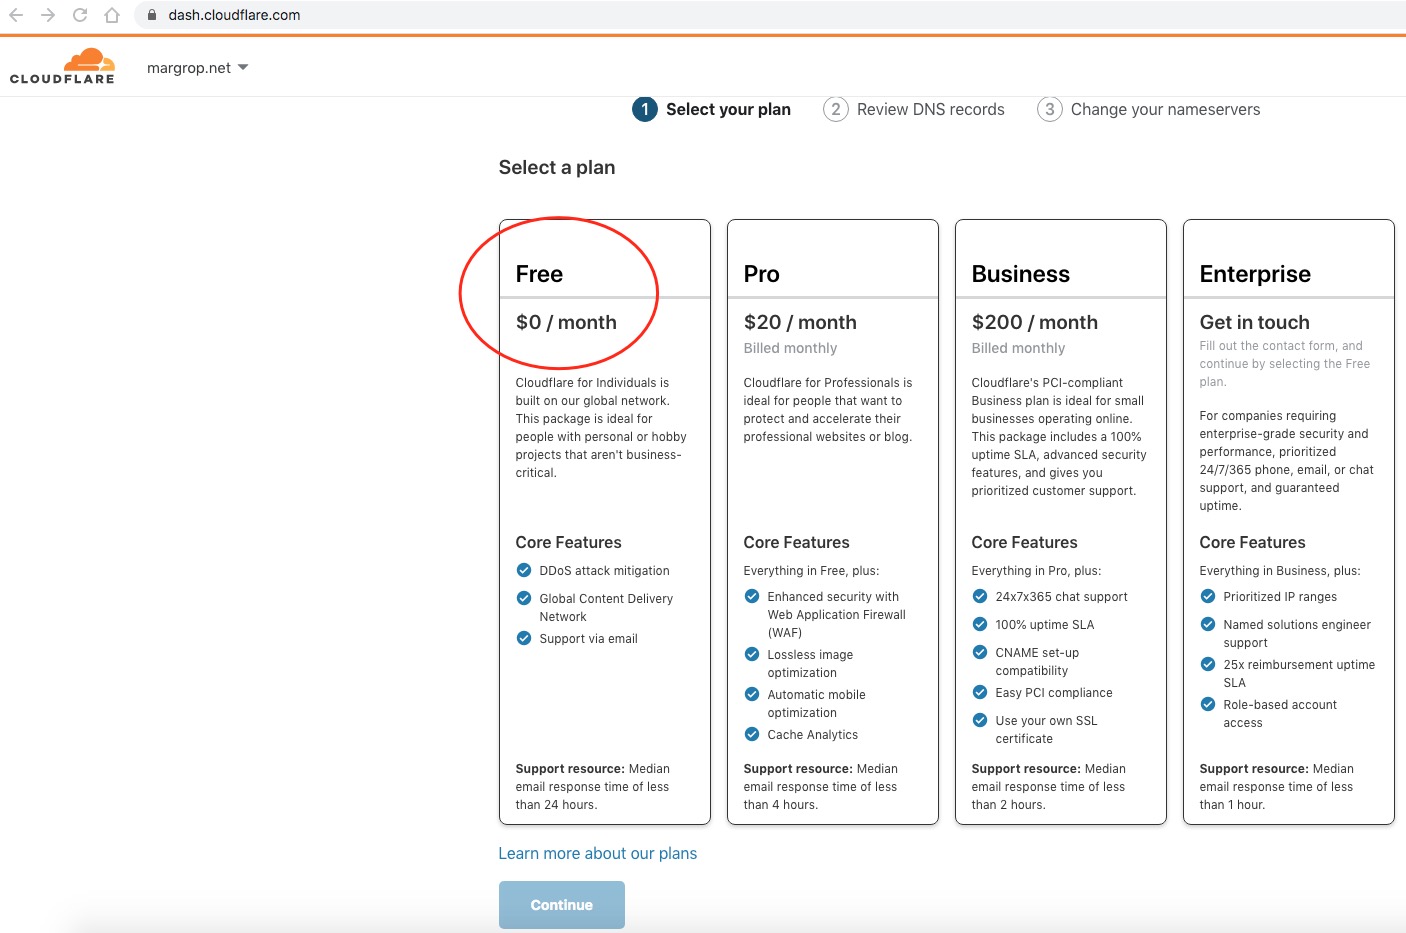 dash.cloudflare.com
CLOUDFLARE
margrop.net
1 Select your plan
2 Review DNS records
3 Change your nameservers
Select a plan
Free
$0 / month
Cloudflare for Individuals is
built on our global network.
This package is ideal for
people with personal or hobby
projects that aren't business-
critical.
Core Features
DDoS attack mitigation
Global Content Delivery
Network
Support via email
Support resource: Median
email response time of less
than 24 hours.
Pro
$20 / month
Billed monthly
Cloudflare for Professionals is
ideal for people that want to
protect and accelerate their
professional websites or blog.
Core Features
Everything in Free, plus:
Enhanced security with
Web Application Firewall
(WAF)
Lossless image
optimization
Automatic mobile
optimization
Cache Analytics
Support resource: Median
email response time of less
than 4 hours.
Business
$200 / month
Billed monthly
Cloudflare's PCI-compliant
Business plan is ideal for small
businesses operating online.
This package includes a 100%
uptime SLA, advanced security
features, and gives you
prioritized customer support.
Core Features
Everything in Pro, plus:
24x7x365 chat support
100% uptime SLA
CNAME set-up
compatibility
Easy PCI compliance
Use your own SSL
certificate
Support resource: Median
email response time of less
than 2 hours.
Enterprise
Get in touch
Fill out the contact form, and
continue by selecting the Free
plan.
For companies requiring
enterprise-grade security and
performance, prioritized
24/7/365 phone, email, or chat
support, and guaranteed
uptime.
Core Features
Everything in Business, plus:
Prioritized IP ranges
Named solutions engineer
support
25x reimbursement uptime
SLA
Role-based account
access
Support resource: Median
email response time of less
than 1 hour.
Learn more about our plans
Continue